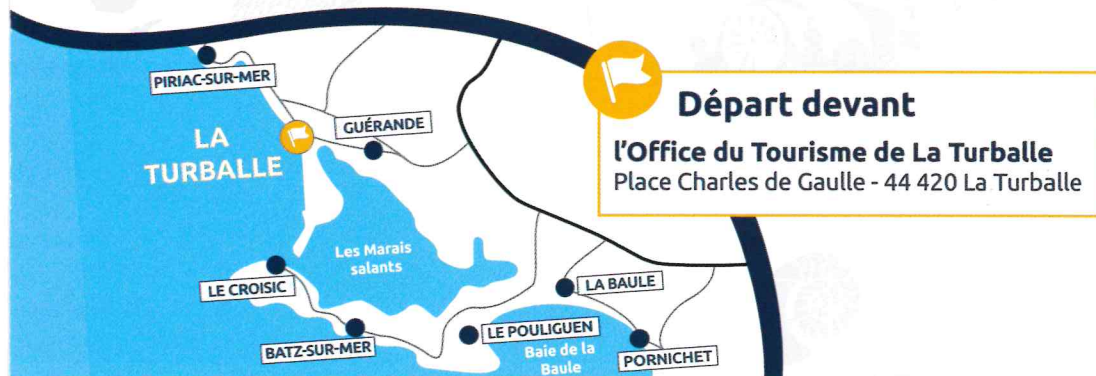 PIRIAC-SUR-MER
LA
TURBALLE
GUÉRANDE
Départ devant
l'Office du Tourisme de La Turballe
Place Charles de Gaulle - 44 420 La Turballe
Les Marais
salants
LE CROISIC
LA BAULE
BATZ-SUR-MER
LE POULIGUEN
Baie de la
Baule
PORNICHET